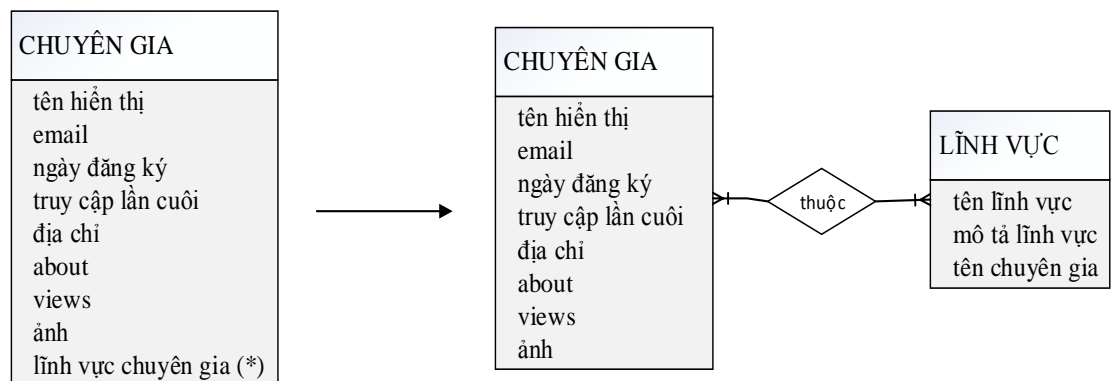 CHUYÊN GIA
tên hiển thị
email
ngày đăng ký
truy cập lần cuôi
địa chỉ
about
views
ảnh
lĩnh vực chuyên gia (*)
CHUYÊN GIA
tên hiển thị
email
ngày đăng ký
truy cập lần cuôi
địa chỉ
about
views
ảnh
thuộc
LĨNH VỰC
tên lĩnh vực
mô tả lĩnh vực
tên chuyên gia